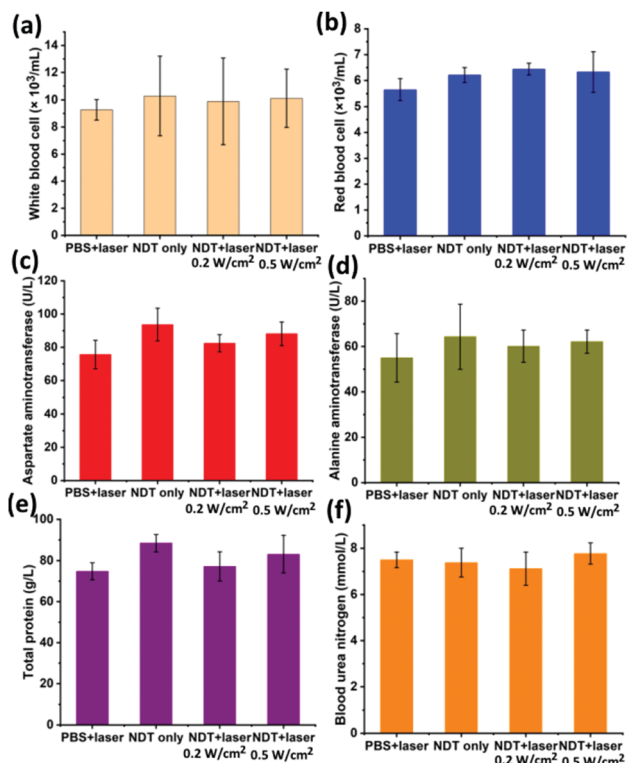 (a)
White blood cell (× 10³/mL)
14
12
10
8
6
4
2
0
PBS+laser NDT only NDT+laser NDT+laser
0.2 W/cm² 0.5 W/cm²
(b)
Red blood cell (×10³/mL)
8
7
6
5
4
3
2
1
0
PBS+laser NDT only NDT+laser NDT+laser
0.2 W/cm² 0.5 W/cm²
(c)
Aspartate aminotransferase (U/L)
120
100
80
60
40
20
0
PBS+laser NDT only NDT+laser NDT+laser
0.2 W/cm² 0.5 W/cm²
(d)
Alanine aminotransferase (U/L)
80
60
40
20
0
PBS+laser NDT only NDT+laser NDT+laser
0.2 W/cm² 0.5 W/cm²
(e)
Total protein (g/L)
100
80
60
40
20
0
PBS+laser NDT only NDT+laser NDT+laser
0.2 W/cm² 0.5 W/cm²
(f)
Blood urea nitrogen (mmol/L)
8
6
4
2
0
PBS+laser NDT only NDT+laser NDT+laser
0.2 W/cm² 0.5 W/cm²